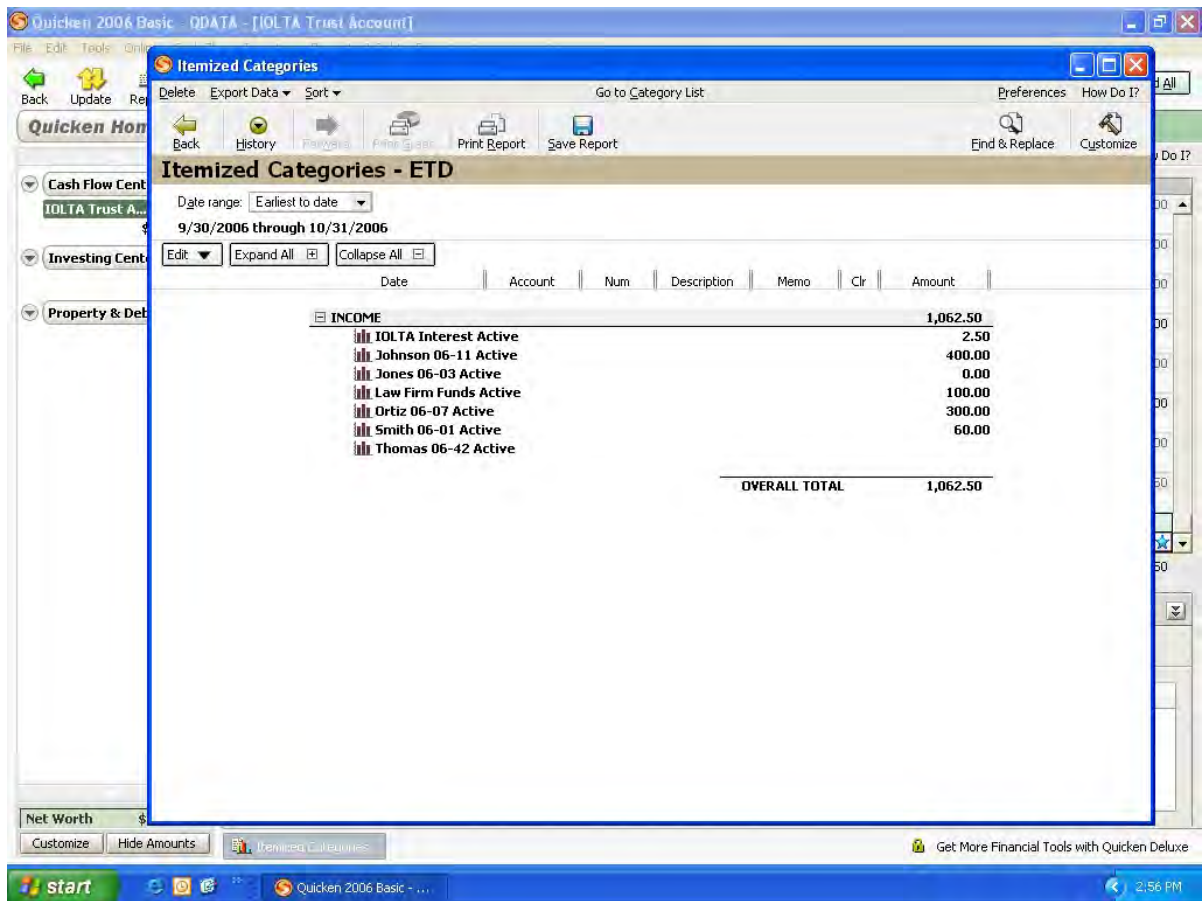 Quicken 2006 Basic - QDATA - [IOLTA Trust Account]
File Edit Tools
Back Update
Quicken Hom
Cash Flow Cent
IOLTA Trust A...
$
Investing Cent
Property & Deb
Net Worth $
Customize Hide Amounts
Itemized Categories
Delete Export Data Sort Go to Category List Preferences How Do I?
Back History Print Report Save Report Find & Replace Customize
Itemized Categories - ETD
Date range: Earliest to date
9/30/2006 through 10/31/2006
Edit Expand All Collapse All
Date Account Num Description Memo Clr Amount
INCOME 1,062.50
IOLTA Interest Active 2.50
Johnson 06-11 Active 400.00
Jones 06-03 Active 0.00
Law Firm Funds Active 100.00
Ortiz 06-07 Active 300.00
Smith 06-01 Active 60.00
Thomas 06-42 Active
OVERALL TOTAL 1,062.50
All
Do I?
Itemized Categories
Get More Financial Tools with Quicken Deluxe
start Quicken 2006 Basic - ... 2:56 PM